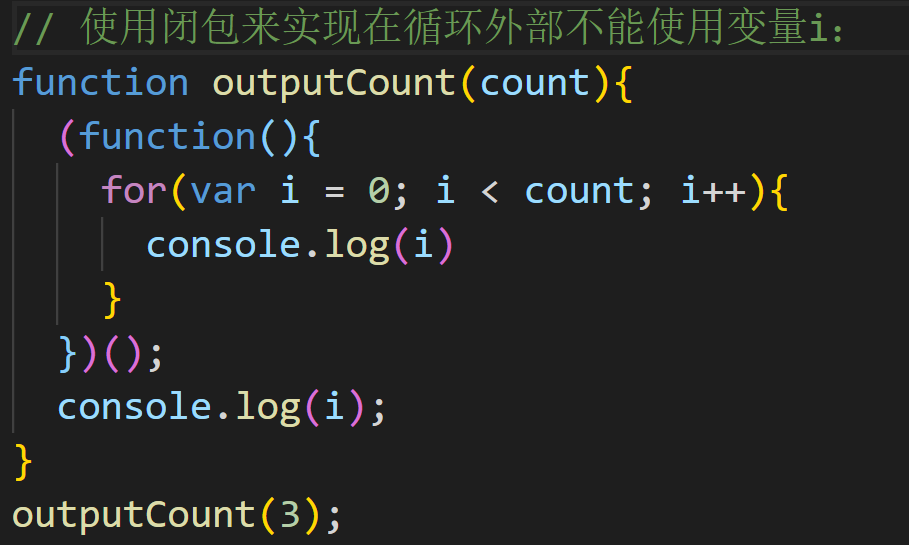 // 使用闭包来实现在循环外部不能使用变量i：
function outputCount(count){
  (function(){
    for(var i = 0; i < count; i++){
      console.log(i)
    }
  })();
  console.log(i);
}
outputCount(3);